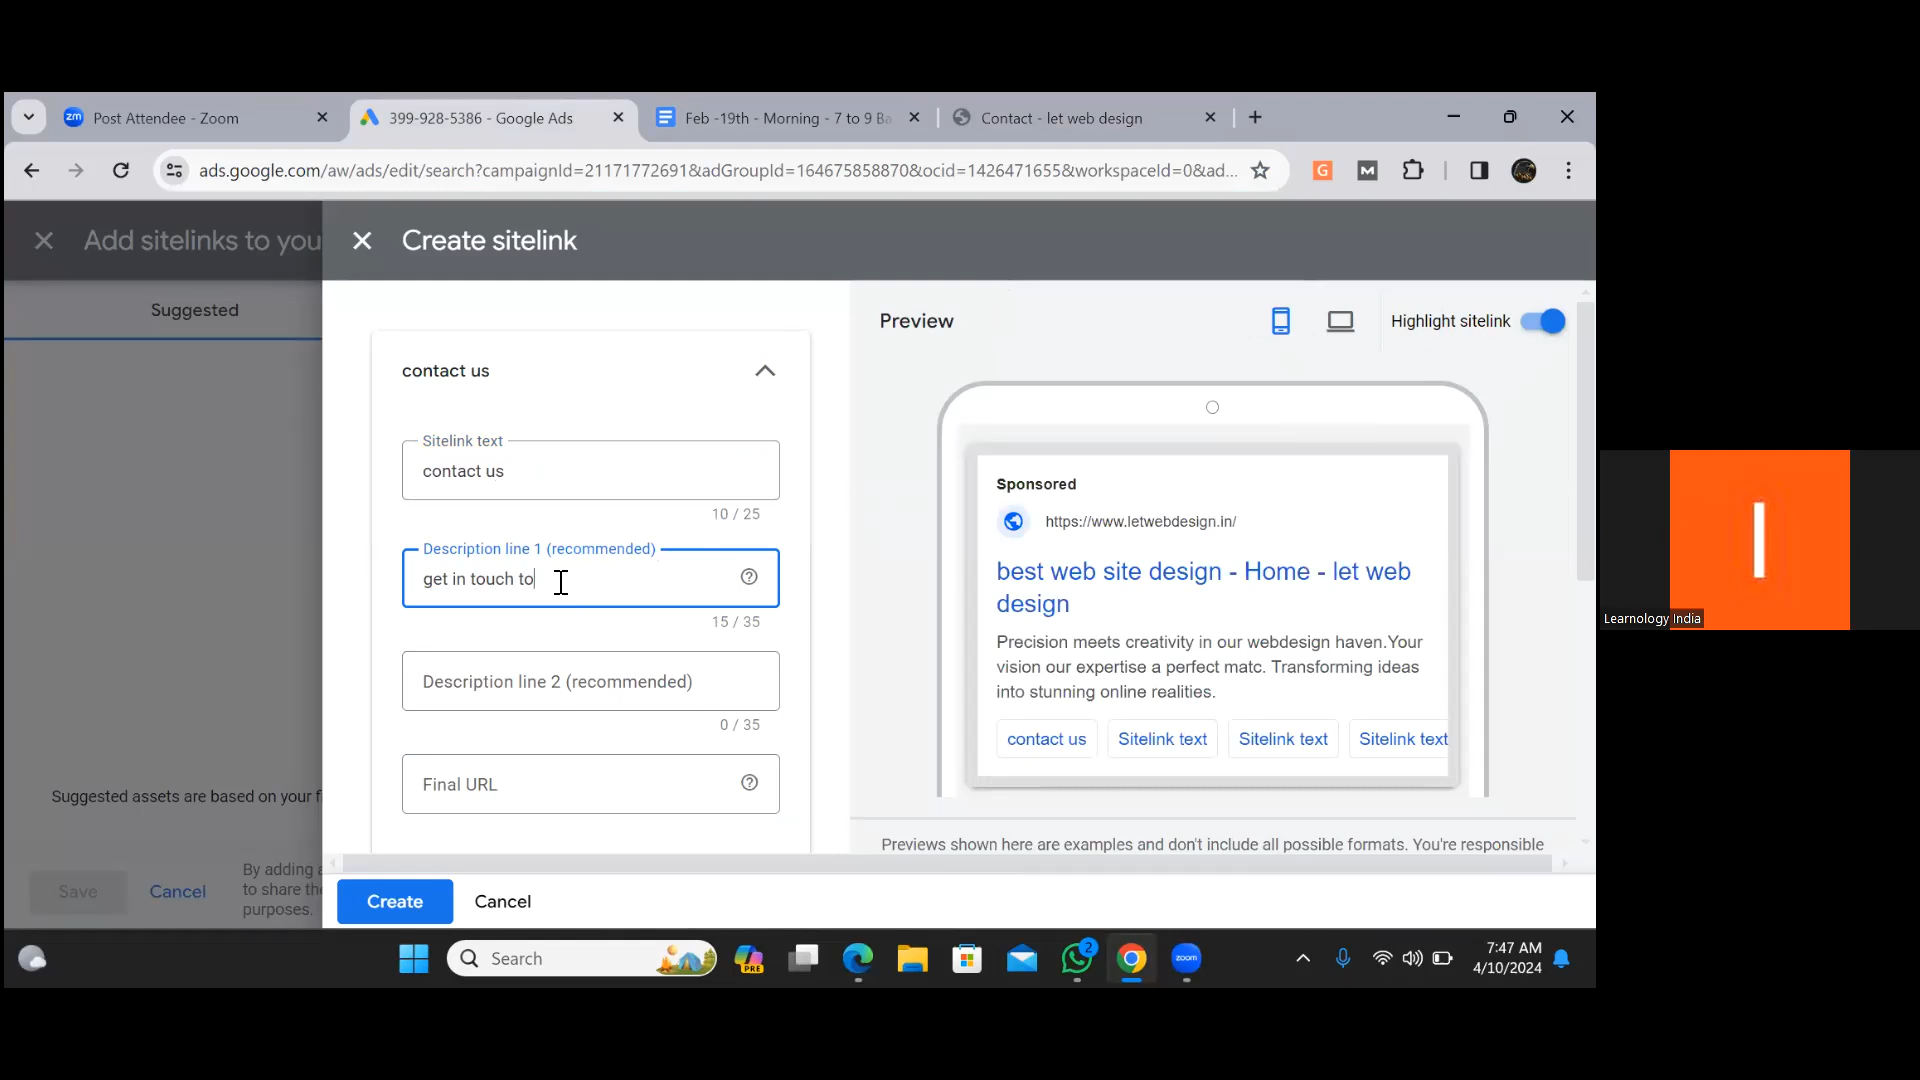 Post Attendee - Zoom
399-928-5386 - Google Ads
Feb -19th - Morning - 7 to 9 Ba
Contact - let web design
ads.google.com/aw/ads/edit/search?campaignId=21171772691&adGroupId=164675858870&ocid=1426471655&workspaceId=0&ad...
Add sitelinks to you
Create sitelink
Suggested
contact us
Sitelink text
contact us
10 / 25
Description line 1 (recommended)
get in touch to
15 / 35
Description line 2 (recommended)
0 / 35
Final URL
Suggested assets are based on your fi
Save
Cancel
By adding a
to share the
purposes.
Create
Cancel
Preview
Highlight sitelink
Sponsored
https://www.letwebdesign.in/
best web site design - Home - let web
design
Precision meets creativity in our webdesign haven.Your
vision our expertise a perfect matc. Transforming ideas
into stunning online realities.
contact us
Sitelink text
Sitelink text
Sitelink text
Previews shown here are examples and don't include all possible formats. You're responsible
Learnology India
Search
PRE
2
zoom
7:47 AM
4/10/2024